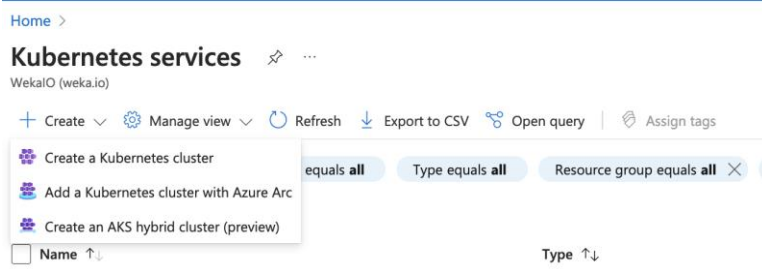 Home >
Kubernetes services ...
WekaIO (weka.io)
+ Create Manage view Refresh Export to CSV Open query | Assign tags
Create a Kubernetes cluster
equals all Type equals all Resource group equals all ×
Add a Kubernetes cluster with Azure Arc
Create an AKS hybrid cluster (preview)
Name ↑↓ Type ↑↓